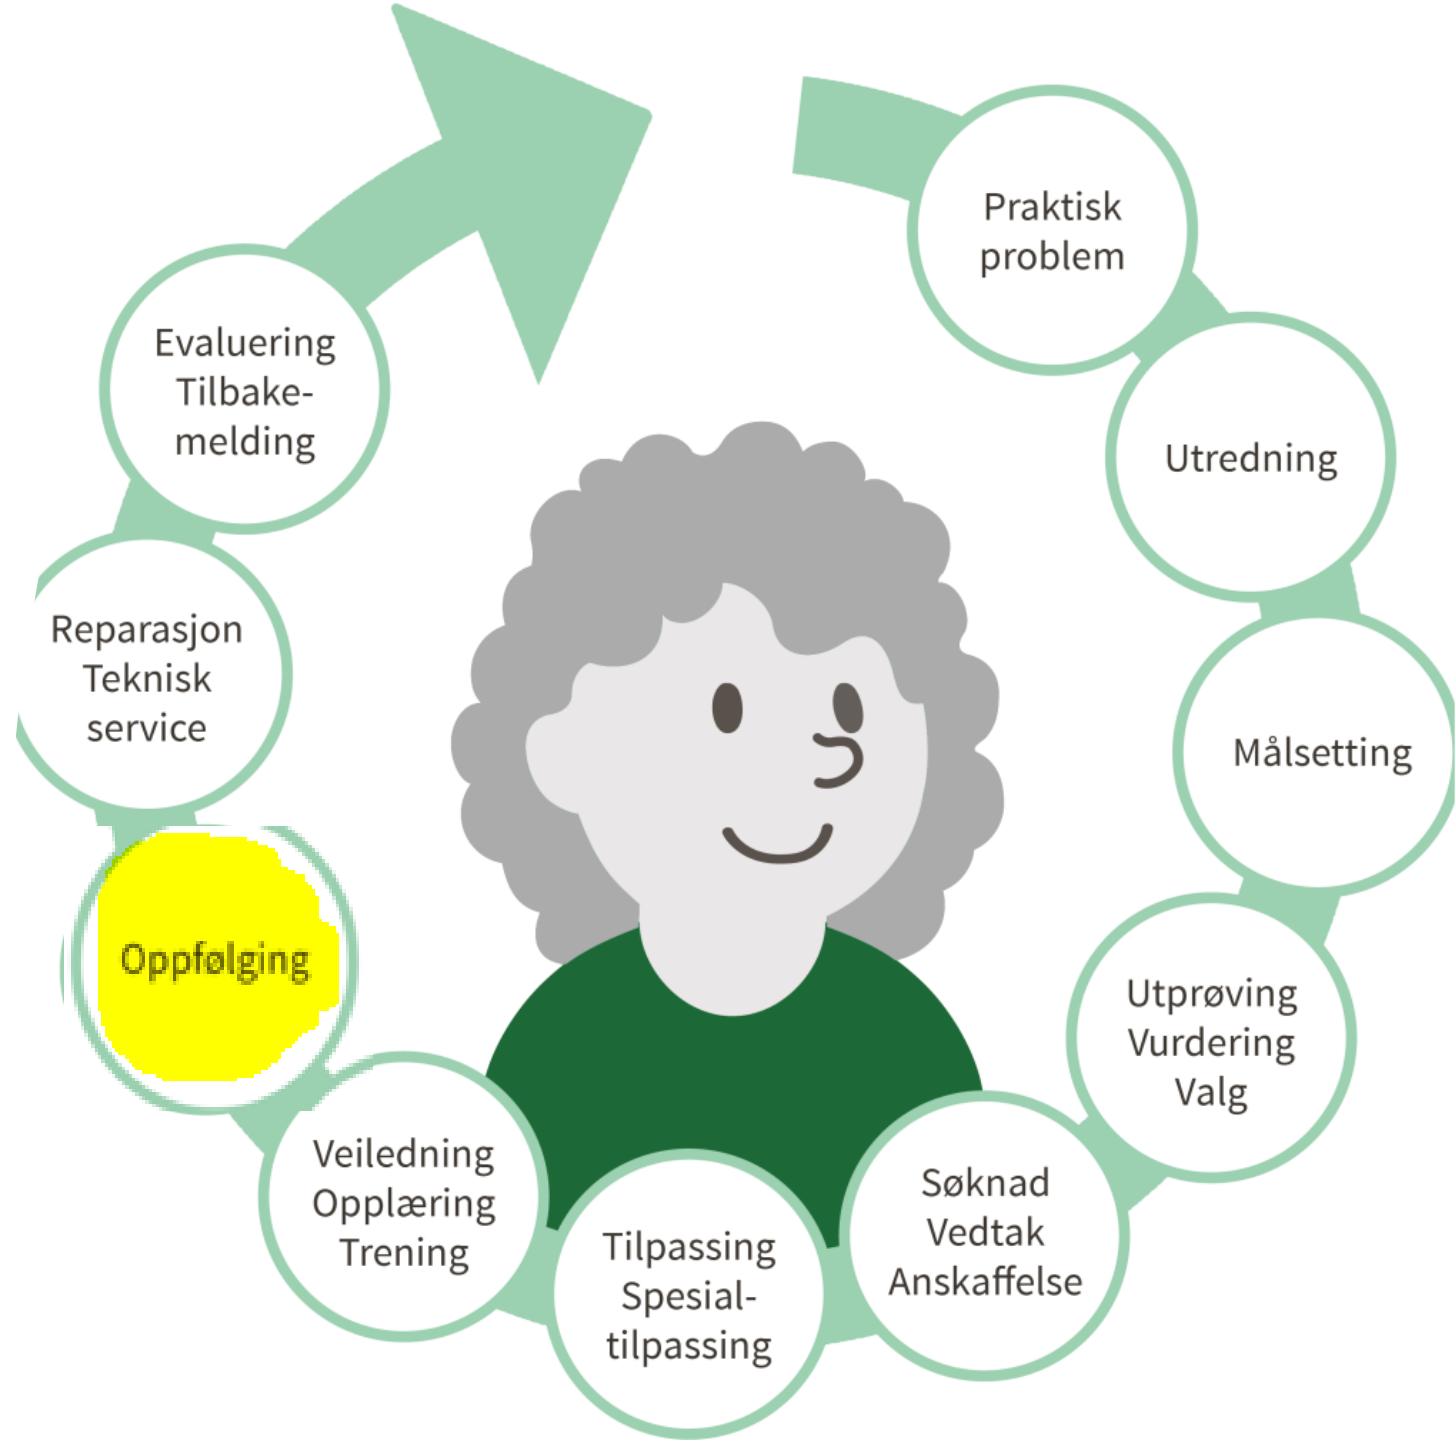 Praktisk
problem
Utredning
Målsetting
Utprøving
Vurdering
Valg
Søknad
Vedtak
Anskaffelse
Tilpassing
Spesial-
tilpassing
Veiledning
Opplæring
Trening
Oppfølging
Reparasjon
Teknisk
service
Evaluering
Tilbake-
melding